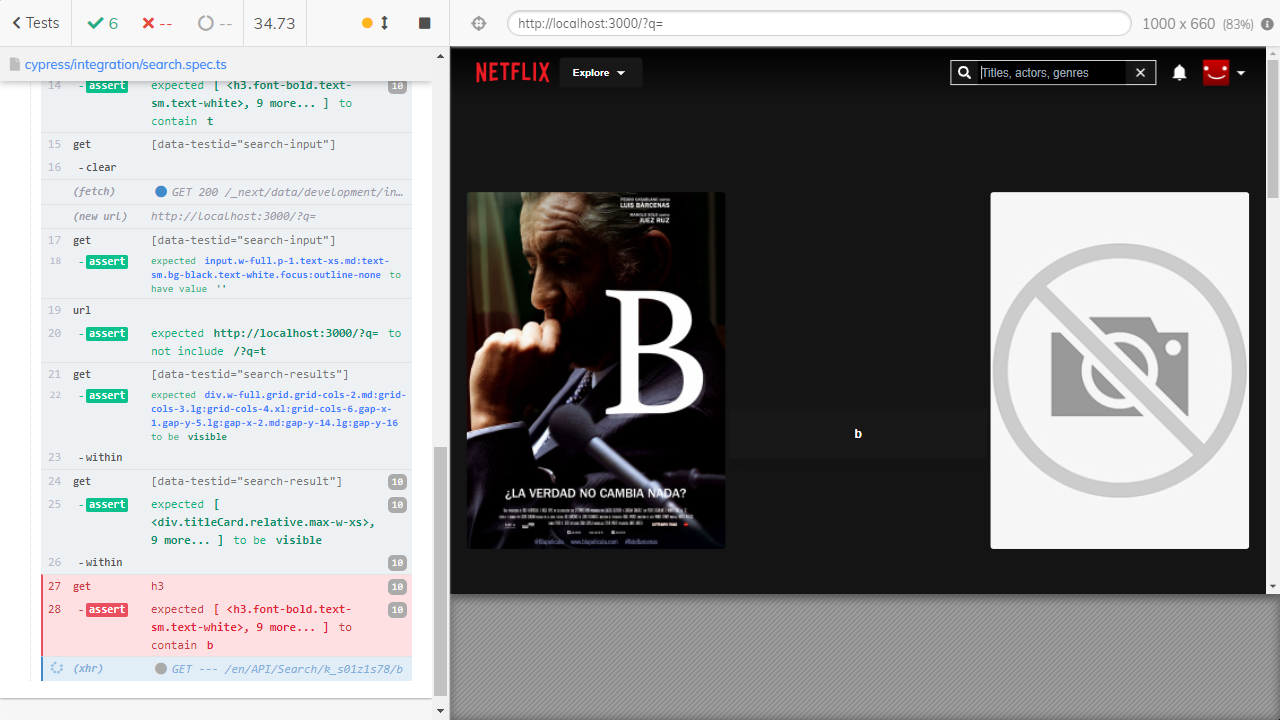 Tests
6
--
--
34.73
http://localhost:3000/?q=
1000 x 660 (83%)
cypress/integration/search.spec.ts
14 - assert expected [ <h3.font-bold.text- 10
sm.text-white>, 9 more... ] to
contain t
15 get [data-testid="search-input"]
16 - clear
(fetch) GET 200 /_next/data/development/in…
(new url) http://localhost:3000/?q=
17 get [data-testid="search-input"]
18 - assert expected input.w-full.p-1.text-xs.md:text-
sm.bg-black.text-white.focus:outline-none to
have value ''
19 url
20 - assert expected http://localhost:3000/?q= to
not include /?q=t
21 get [data-testid="search-results"]
22 - assert expected div.w-full.grid.grid-cols-2.md:grid-
cols-3.lg:grid-cols-4.xl:grid-cols-6.gap-x-
1.gap-y-5.lg:gap-x-2.md:gap-y-14.lg:gap-y-16
to be visible
23 - within
24 get [data-testid="search-result"] 10
25 - assert expected [ 10
<div.titleCard.relative.max-w-xs>,
9 more... ] to be visible
26 - within 10
27 get h3 10
28 - assert expected [ <h3.font-bold.text- 10
sm.text-white>, 9 more... ] to
contain b
(xhr) GET --- /en/API/Search/k_s01z1s78/b
NETFLIX
Explore
Titles, actors, genres
PEDRO CASABLANC como
LUIS BÁRCENAS
MANOLO SOLO como
JUEZ RUZ
B
¿LA VERDAD NO CAMBIA NADA?
b